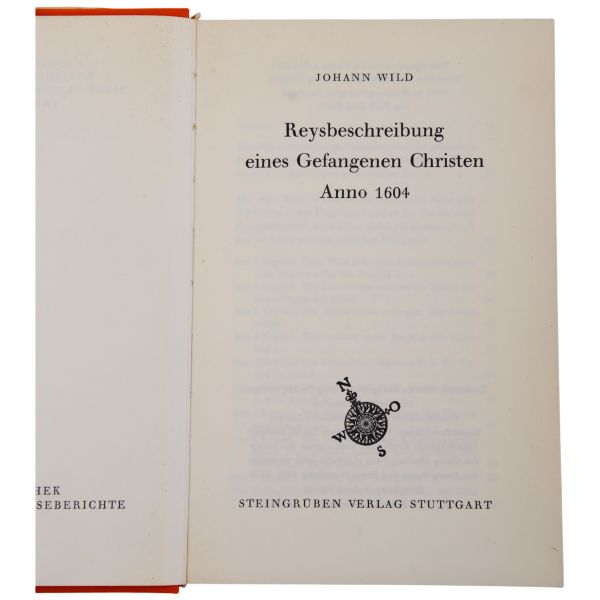 HEK
SEBERICHTE
JOHANN WILD
Reysbeschreibung
eines Gefangenen Christen
Anno 1604
N
O
W
S
STEINGRÜBEN VERLAG STUTTGART